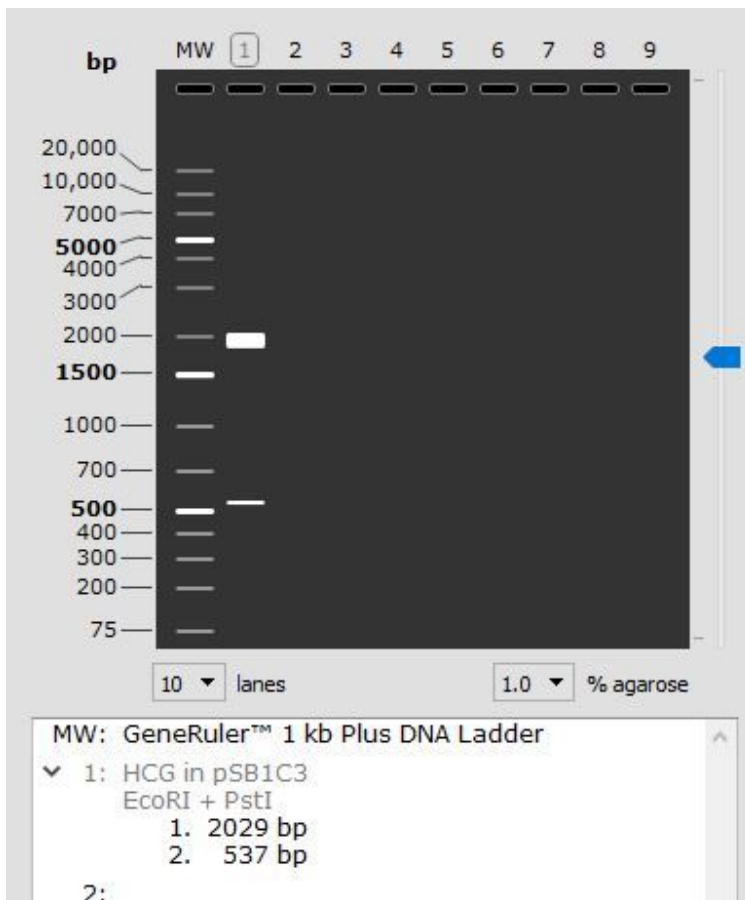 bp MW 1 2 3 4 5 6 7 8 9
20,000
10,000
7000
5000
4000
3000
2000
1500
1000
700
500
400
300
200
75
10 lanes 1.0 % agarose
MW: GeneRuler™ 1 kb Plus DNA Ladder
1: HCG in pSB1C3
EcoRI + PstI
1. 2029 bp
2. 537 bp
2: